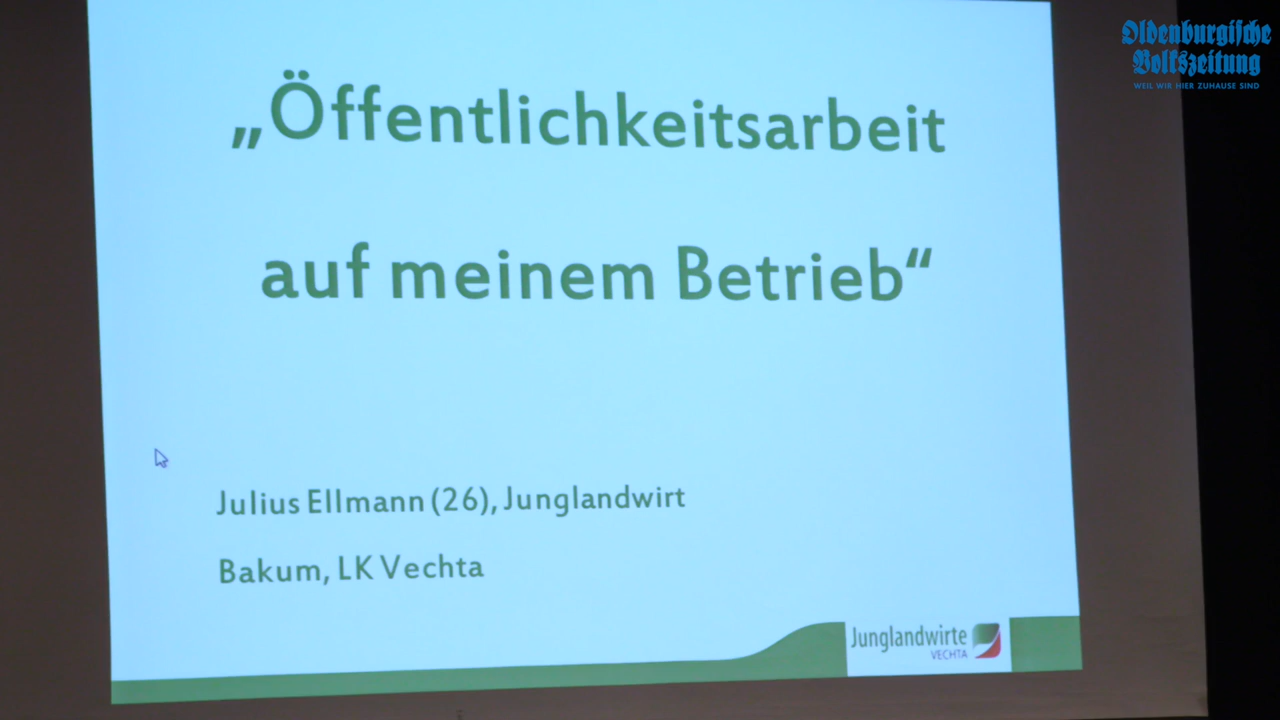 Oldenburgische
Volkszeitung
WEIL WIR HIER ZUHAUSE SIND
„Öffentlichkeitsarbeit
auf meinem Betrieb“
Julius Ellmann (26), Junglandwirt
Bakum, LK Vechta
Junglandwirte
VECHTA